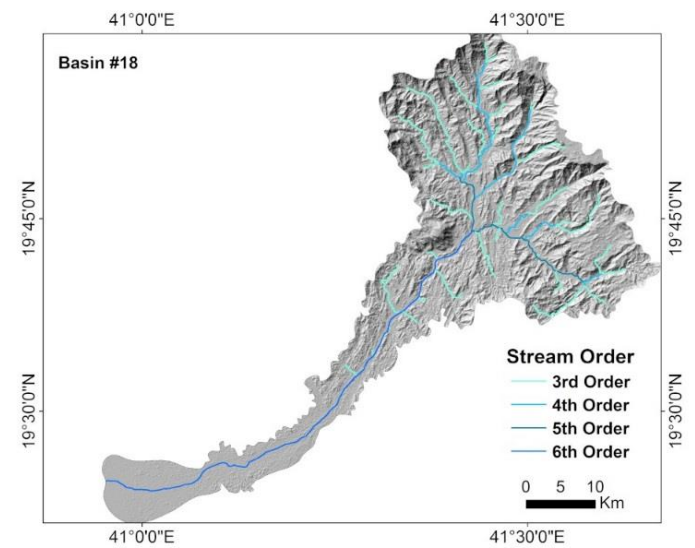 41°0'0"E 41°30'0"E
Basin #18
19°45'0"N 19°45'0"N
Stream Order
3rd Order
4th Order
19°30'0"N 19°30'0"N
5th Order
6th Order
0 5 10
Km
41°0'0"E 41°30'0"E